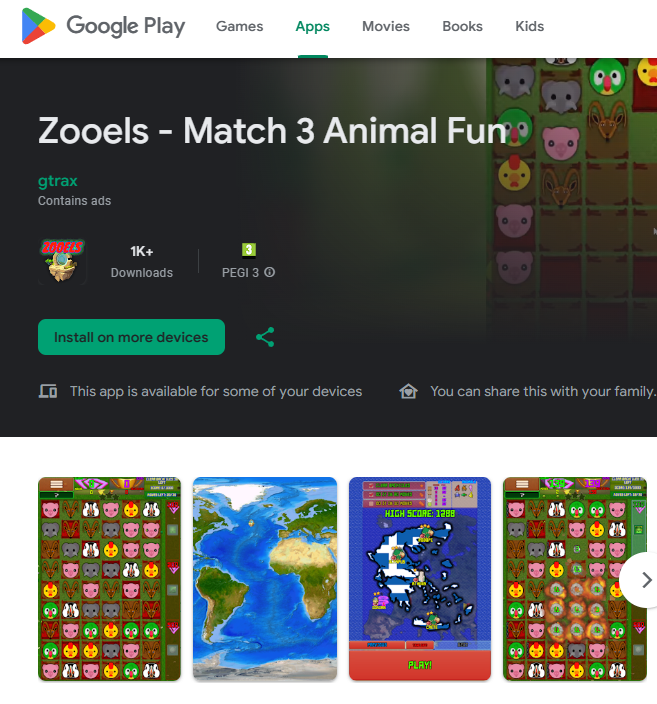 Google Play Games Apps Movies Books Kids
Zooels - Match 3 Animal Fun
gtrax
Contains ads
ZOOELS 1K+ 3
Downloads PEGI 3
Install on more devices
This app is available for some of your devices You can share this with your family.
HIGH SCORE: 1288
PLAY!